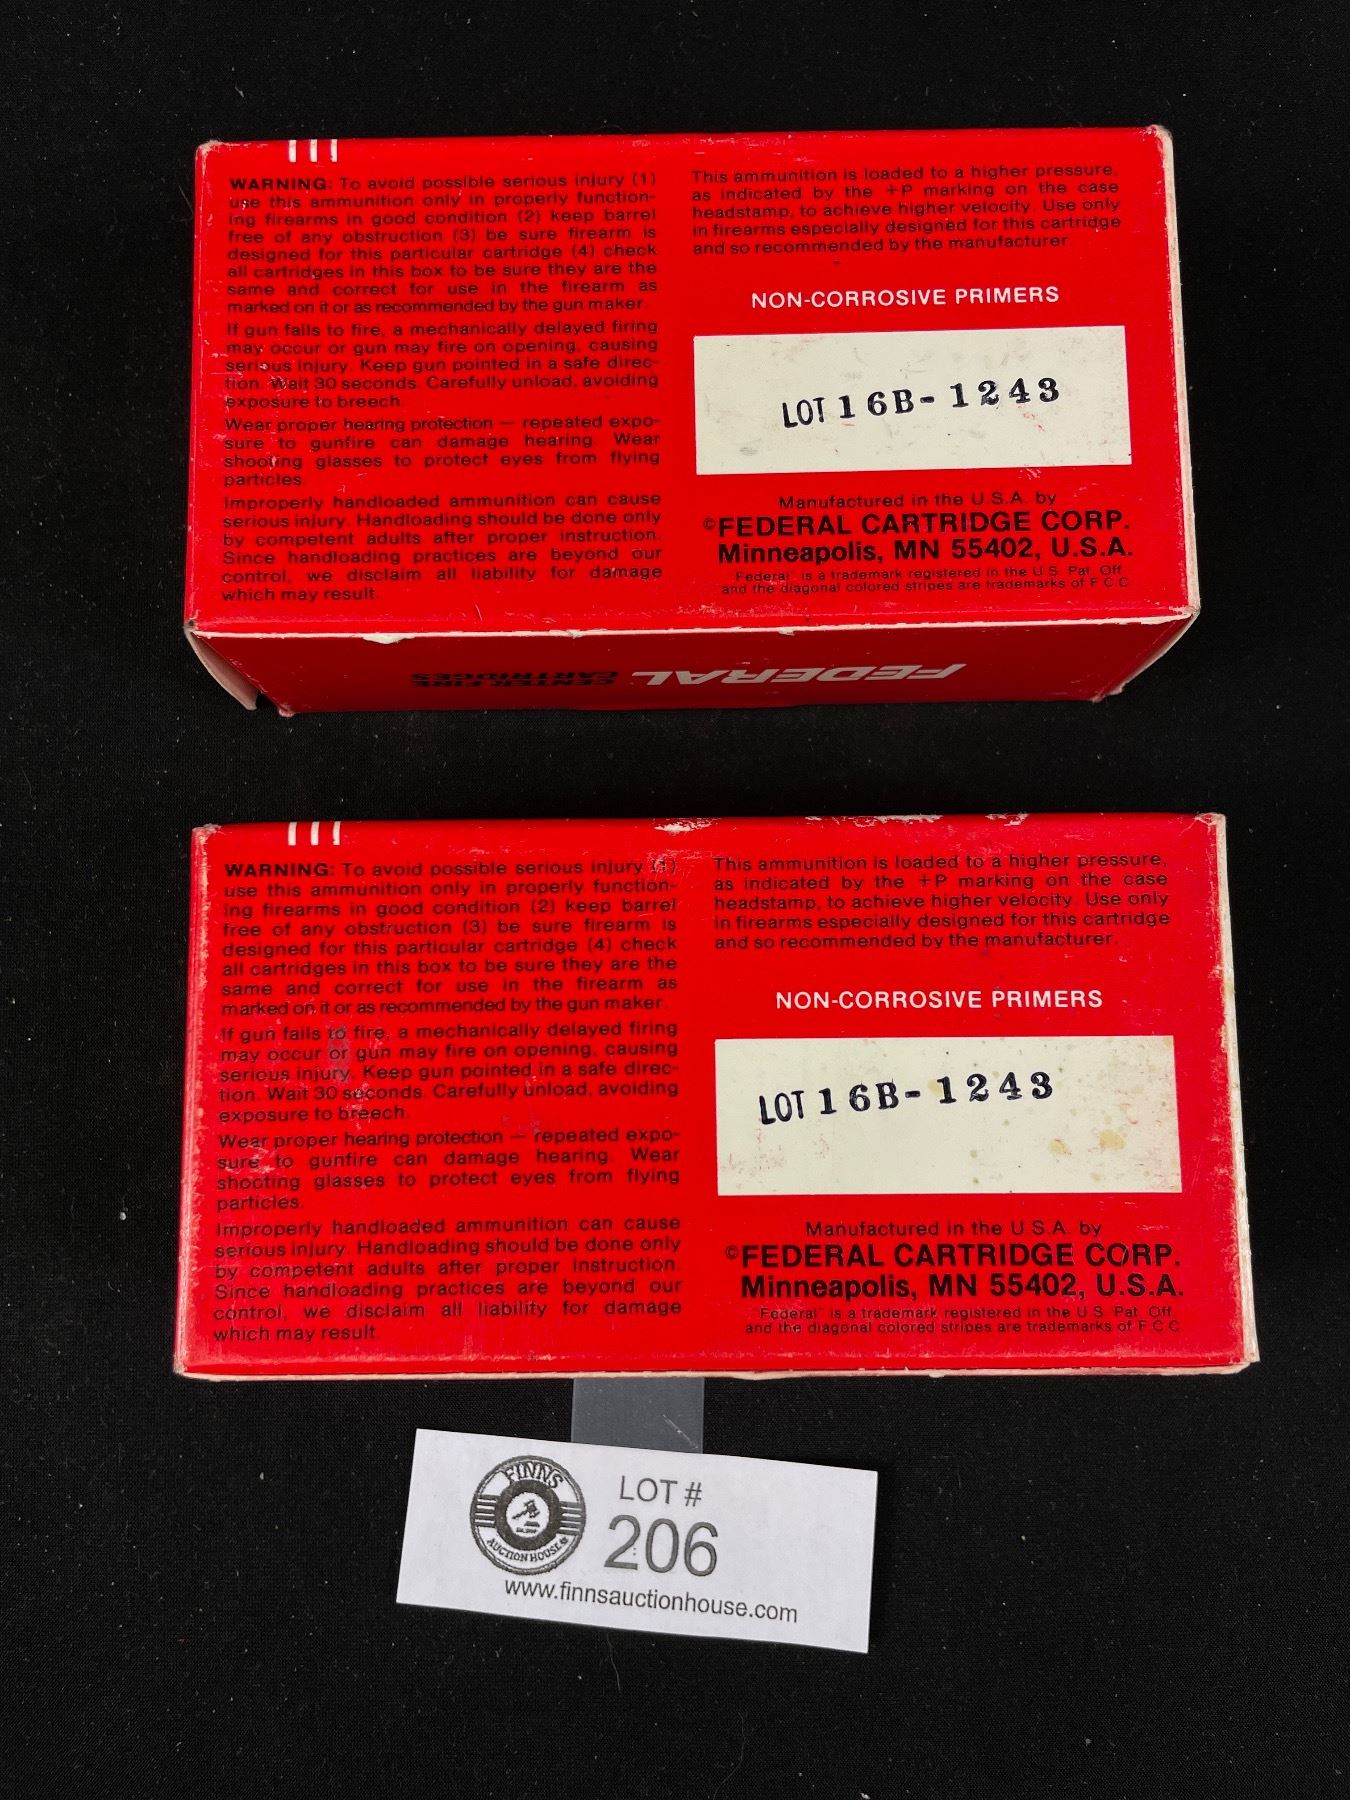 WARNING: To avoid possible serious injury (1)
use this ammunition only in properly function-
ing firearms in good condition (2) keep barrel
free of any obstruction (3) be sure firearm is
designed for this particular cartridge (4) check
all cartridges in this box to be sure they are the
same and correct for use in the firearm as
marked on it or as recommended by the gun maker.
If gun fails to fire, a mechanically delayed firing
may occur or gun may fire on opening, causing
serious injury. Keep gun pointed in a safe direc-
tion. Wait 30 seconds. Carefully unload, avoiding
exposure to breech.
Wear proper hearing protection — repeated expo-
sure to gunfire can damage hearing. Wear
shooting glasses to protect eyes from flying
particles.
Improperly handloaded ammunition can cause
serious injury. Handloading should be done only
by competent adults after proper instruction.
Since handloading practices are beyond our
control, we disclaim all liability for damage
which may result.
This ammunition is loaded to a higher pressure,
as indicated by the +P marking on the case
headstamp, to achieve higher velocity. Use only
in firearms especially designed for this cartridge
and so recommended by the manufacturer.
NON-CORROSIVE PRIMERS
LOT 16B-1243
Manufactured in the U.S.A. by
©FEDERAL CARTRIDGE CORP.
Minneapolis, MN 55402, U.S.A.
"Federal" is a trademark registered in the U.S. Pat. Off.
and the diagonal colored stripes are trademarks of F.C.C.
FEDERAL
CENTER FIRE
CARTRIDGES
WARNING: To avoid possible serious injury (1)
use this ammunition only in properly function-
ing firearms in good condition (2) keep barrel
free of any obstruction (3) be sure firearm is
designed for this particular cartridge (4) check
all cartridges in this box to be sure they are the
same and correct for use in the firearm as
marked on it or as recommended by the gun maker.
If gun fails to fire, a mechanically delayed firing
may occur or gun may fire on opening, causing
serious injury. Keep gun pointed in a safe direc-
tion. Wait 30 seconds. Carefully unload, avoiding
exposure to breech.
Wear proper hearing protection — repeated expo-
sure to gunfire can damage hearing. Wear
shooting glasses to protect eyes from flying
particles.
Improperly handloaded ammunition can cause
serious injury. Handloading should be done only
by competent adults after proper instruction.
Since handloading practices are beyond our
control, we disclaim all liability for damage
which may result.
This ammunition is loaded to a higher pressure,
as indicated by the +P marking on the case
headstamp, to achieve higher velocity. Use only
in firearms especially designed for this cartridge
and so recommended by the manufacturer.
NON-CORROSIVE PRIMERS
LOT 16B-1243
Manufactured in the U.S.A. by
©FEDERAL CARTRIDGE CORP.
Minneapolis, MN 55402, U.S.A.
"Federal" is a trademark registered in the U.S. Pat. Off.
and the diagonal colored stripes are trademarks of F.C.C.
FINNS
AUCTION HOUSE
LOT #
206
www.finnsauctionhouse.com